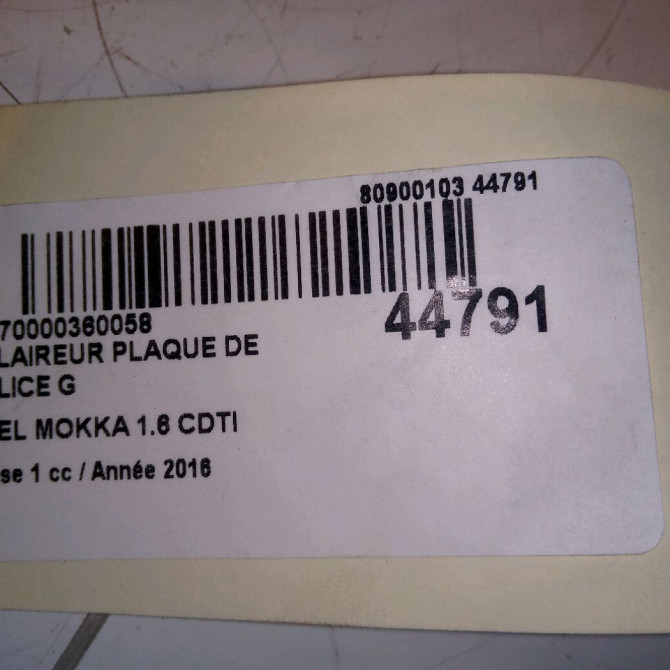 80900103 44791
70000360058
44791
LAIREUR PLAQUE DE
LICE G
EL MOKKA 1.6 CDTI
se 1 cc / Année 2016